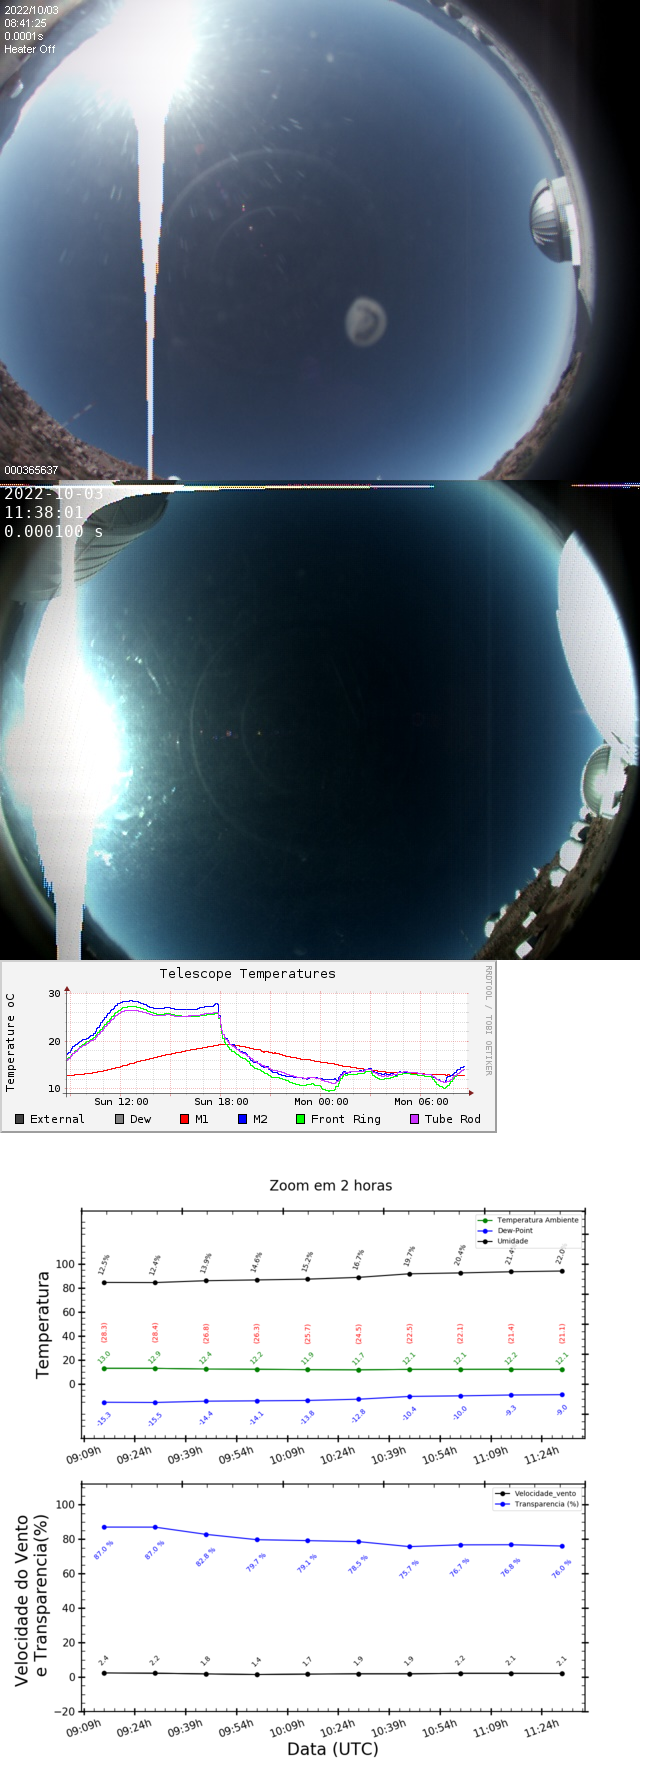 2022/10/03
08:41:25
0.0001s
Heater Off
000365637
2022-10-03
11:38:01
0.000100 s
Telescope Temperatures
Temperature oC
30
20
10
Sun 12:00 Sun 18:00 Mon 00:00 Mon 06:00
External Dew M1 M2 Front Ring Tube Rod
RRDTOOL / TOBI OETIKER
Zoom em 2 horas
Temperatura
Temperatura Ambiente
Dew-Point
Umidade
100
80
60
40
20
0
12.5% 12.4% 13.9% 14.6% 15.2% 16.7% 19.7% 20.4% 21.4% 22.0%
(28.3) (28.4) (26.8) (26.3) (25.7) (24.5) (22.5) (22.1) (21.4) (21.1)
13.0 12.9 12.4 12.2 11.9 11.7 12.1 12.1 12.2 12.1
-15.3 -15.5 -14.4 -14.1 -13.8 -12.8 -10.4 -10.0 -9.3 -9.0
09:09h 09:24h 09:39h 09:54h 10:09h 10:24h 10:39h 10:54h 11:09h 11:24h
Velocidade do Vento
e Transparencia(%)
Velocidade_vento
Transparencia (%)
100
80
60
40
20
0
−20
87.0 % 87.0 % 82.8 % 79.7 % 79.1 % 78.5 % 75.7 % 76.7 % 76.8 % 76.0 %
2.4 2.2 1.8 1.4 1.7 1.9 1.9 2.2 2.1 2.1
09:09h 09:24h 09:39h 09:54h 10:09h 10:24h 10:39h 10:54h 11:09h 11:24h
Data (UTC)